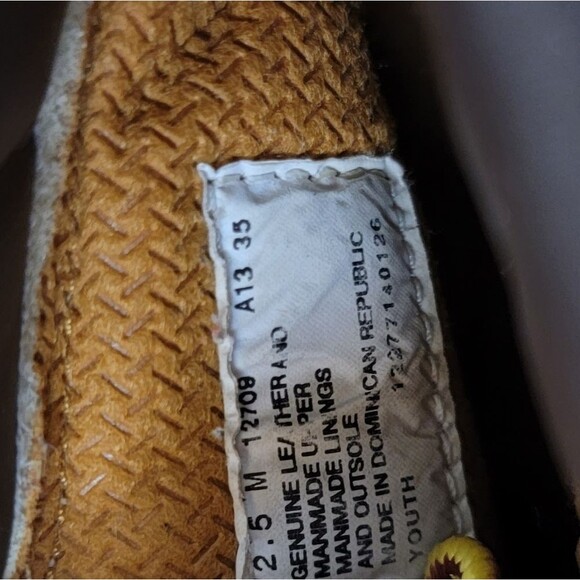 2.5 M 12709 A13 35
GENUINE LEATHER AND
MANMADE UPPER
MANMADE LININGS
AND OUTSOLE
MADE IN DOMINICAN REPUBLIC
YOUTH